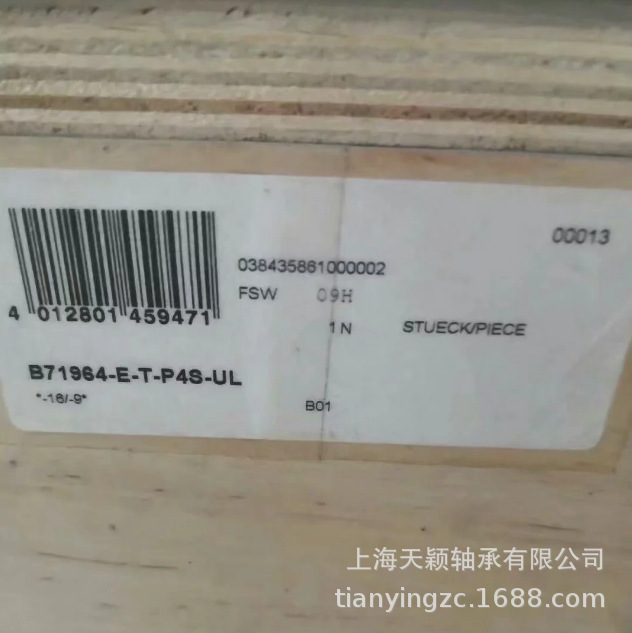 00013
038435861000002
FSW 09H
4 012801 459471
1 N STUECK/PIECE
B71964-E-T-P4S-UL
*-16/-9*
B01
上海天颖轴承有限公司
tianyingzc.1688.com